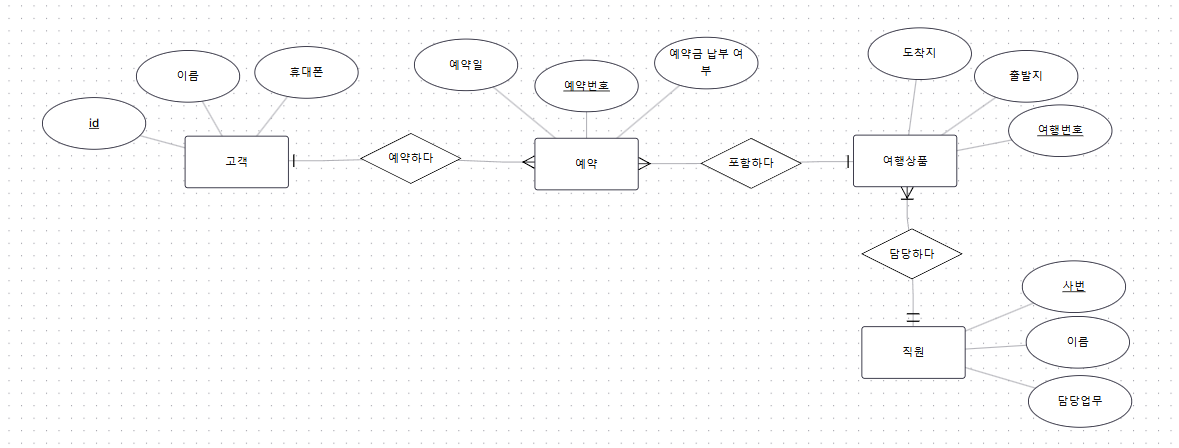 id
이름
휴대폰
고객
예약하다
예약일
예약번호
예약금 납부 여
부
예약
포함하다
도착지
출발지
여행번호
여행상품
담당하다
직원
사번
이름
담당업무